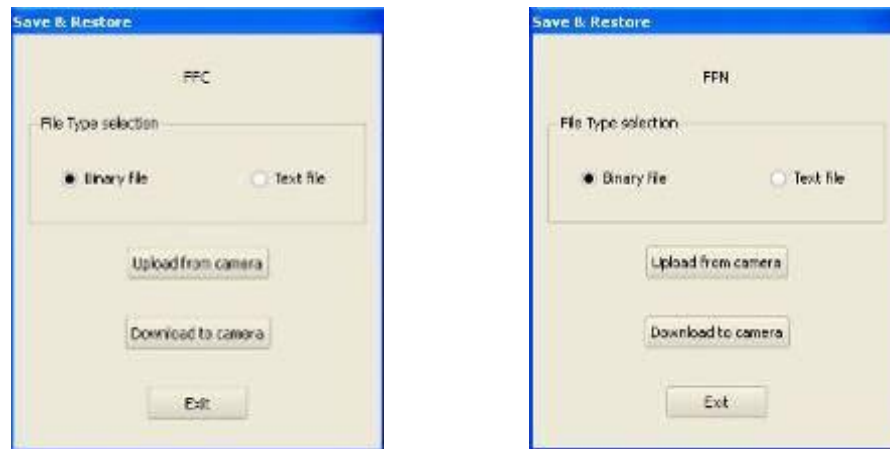 Save & Restore
FFC
File Type selection
Binary file
Text file
Upload from camera
Download to camera
Exit
Save & Restore
FPN
File Type selection
Binary File
Text file
Upload from camera
Download to camera
Exit